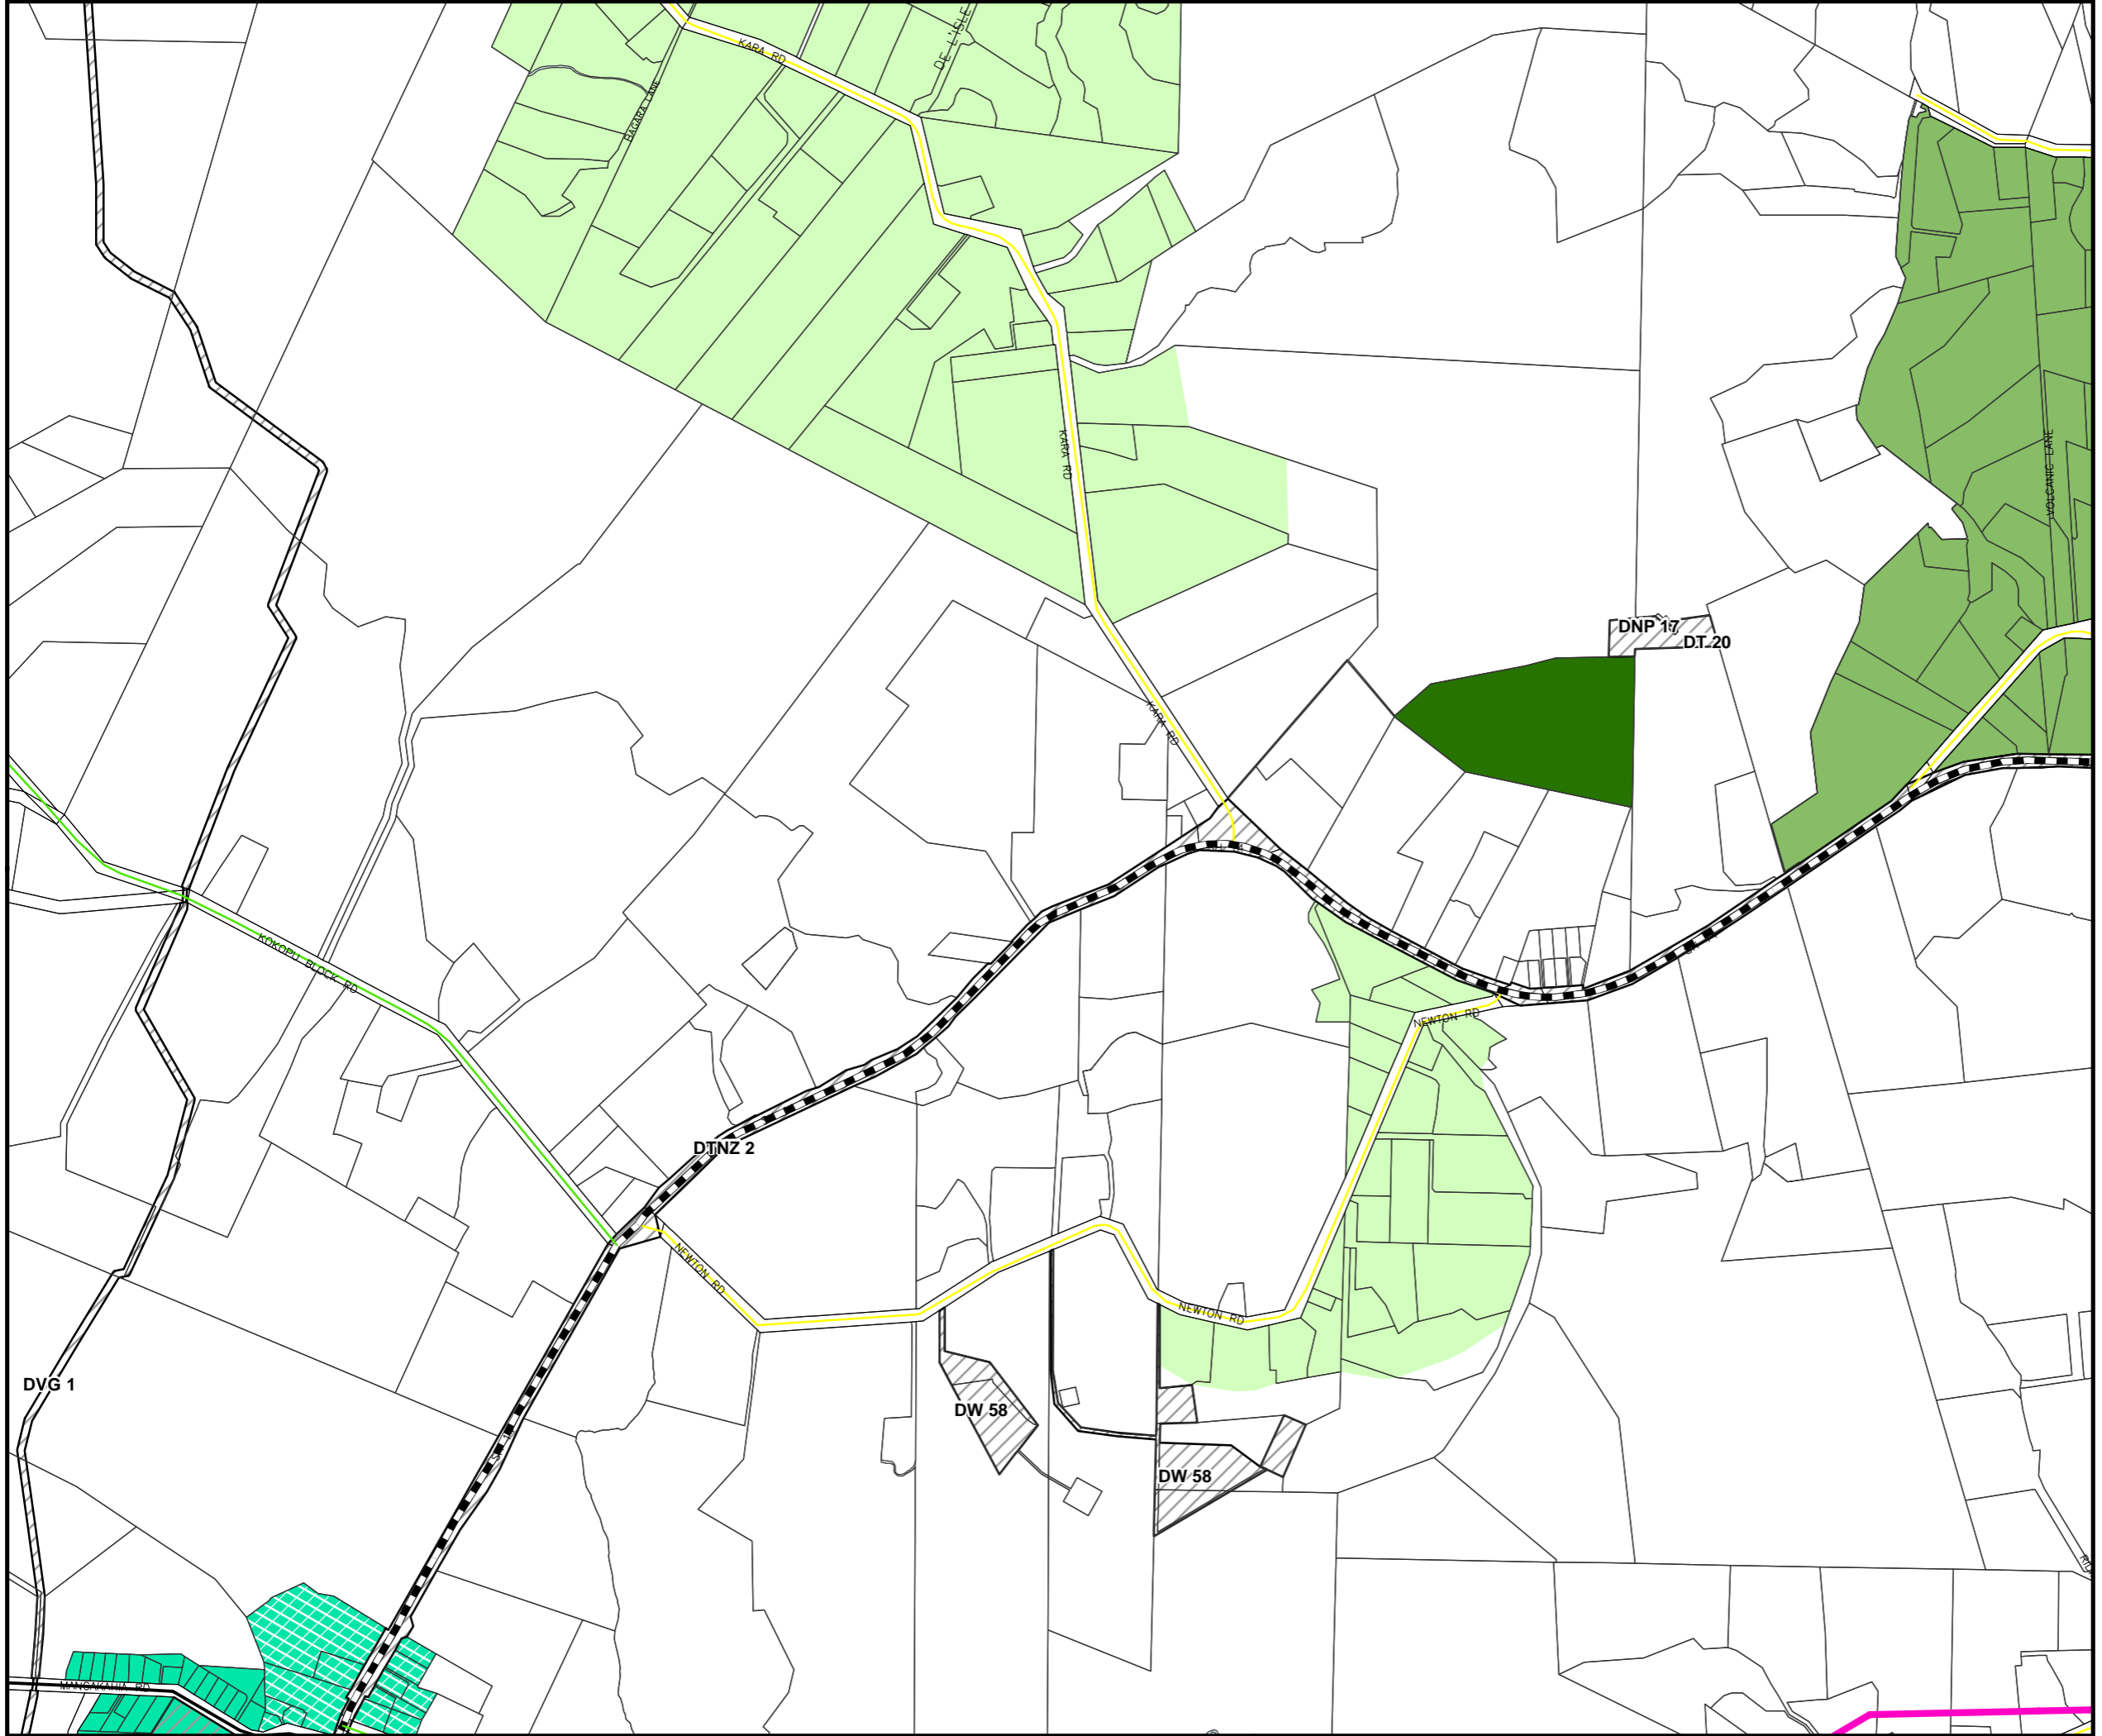 DE L'ISLE
KARA RD
BAGARA LANE
KARA RD
VOLCANIC LANE
DNP 17
DT 20
KARA RD
KOKOPU BLOCK RD
NEWTON RD
DTNZ 2
NEWTON RD
NEWTON RD
DVG 1
DW 58
DW 58
MANGAKAHIA RD